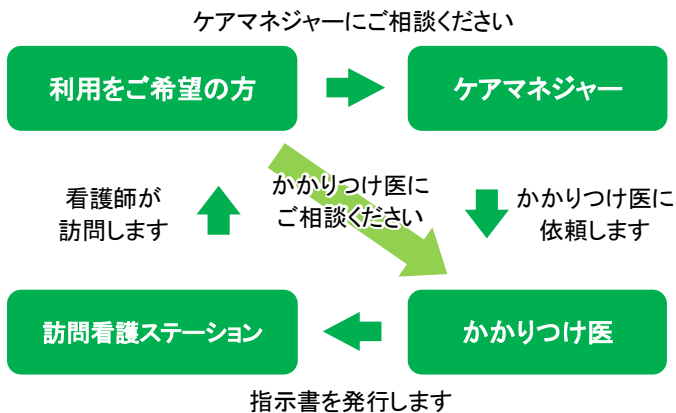 ケアマネジャーにご相談ください
利用をご希望の方
ケアマネジャー
看護師が
訪問します
かかりつけ医に
ご相談ください
かかりつけ医に
依頼します
訪問看護ステーション
かかりつけ医
指示書を発行します